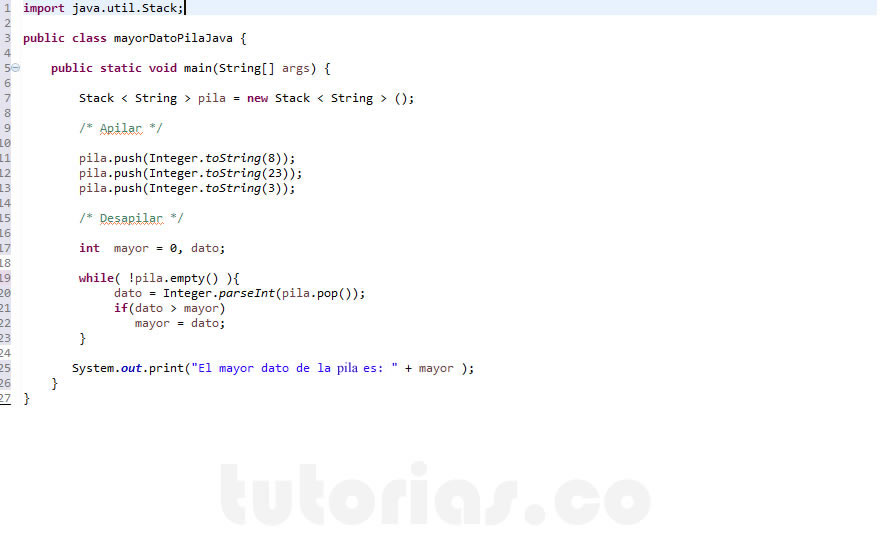 1 import java.util.Stack;
2
3 public class mayorDatoPilaJava {
4
5 public static void main(String[] args) {
6
7 Stack < String > pila = new Stack < String > ();
8
9 /* Apilar */
10
11 pila.push(Integer.toString(8));
12 pila.push(Integer.toString(23));
13 pila.push(Integer.toString(3));
14
15 /* Desapilar */
16
17 int  mayor = 0, dato;
18
19 while( !pila.empty() ){
20 dato = Integer.parseInt(pila.pop());
21 if(dato > mayor)
22 mayor = dato;
23 }
24
25 System.out.print("El mayor dato de la pila es: " + mayor );
26 }
27 }
tutorias.co